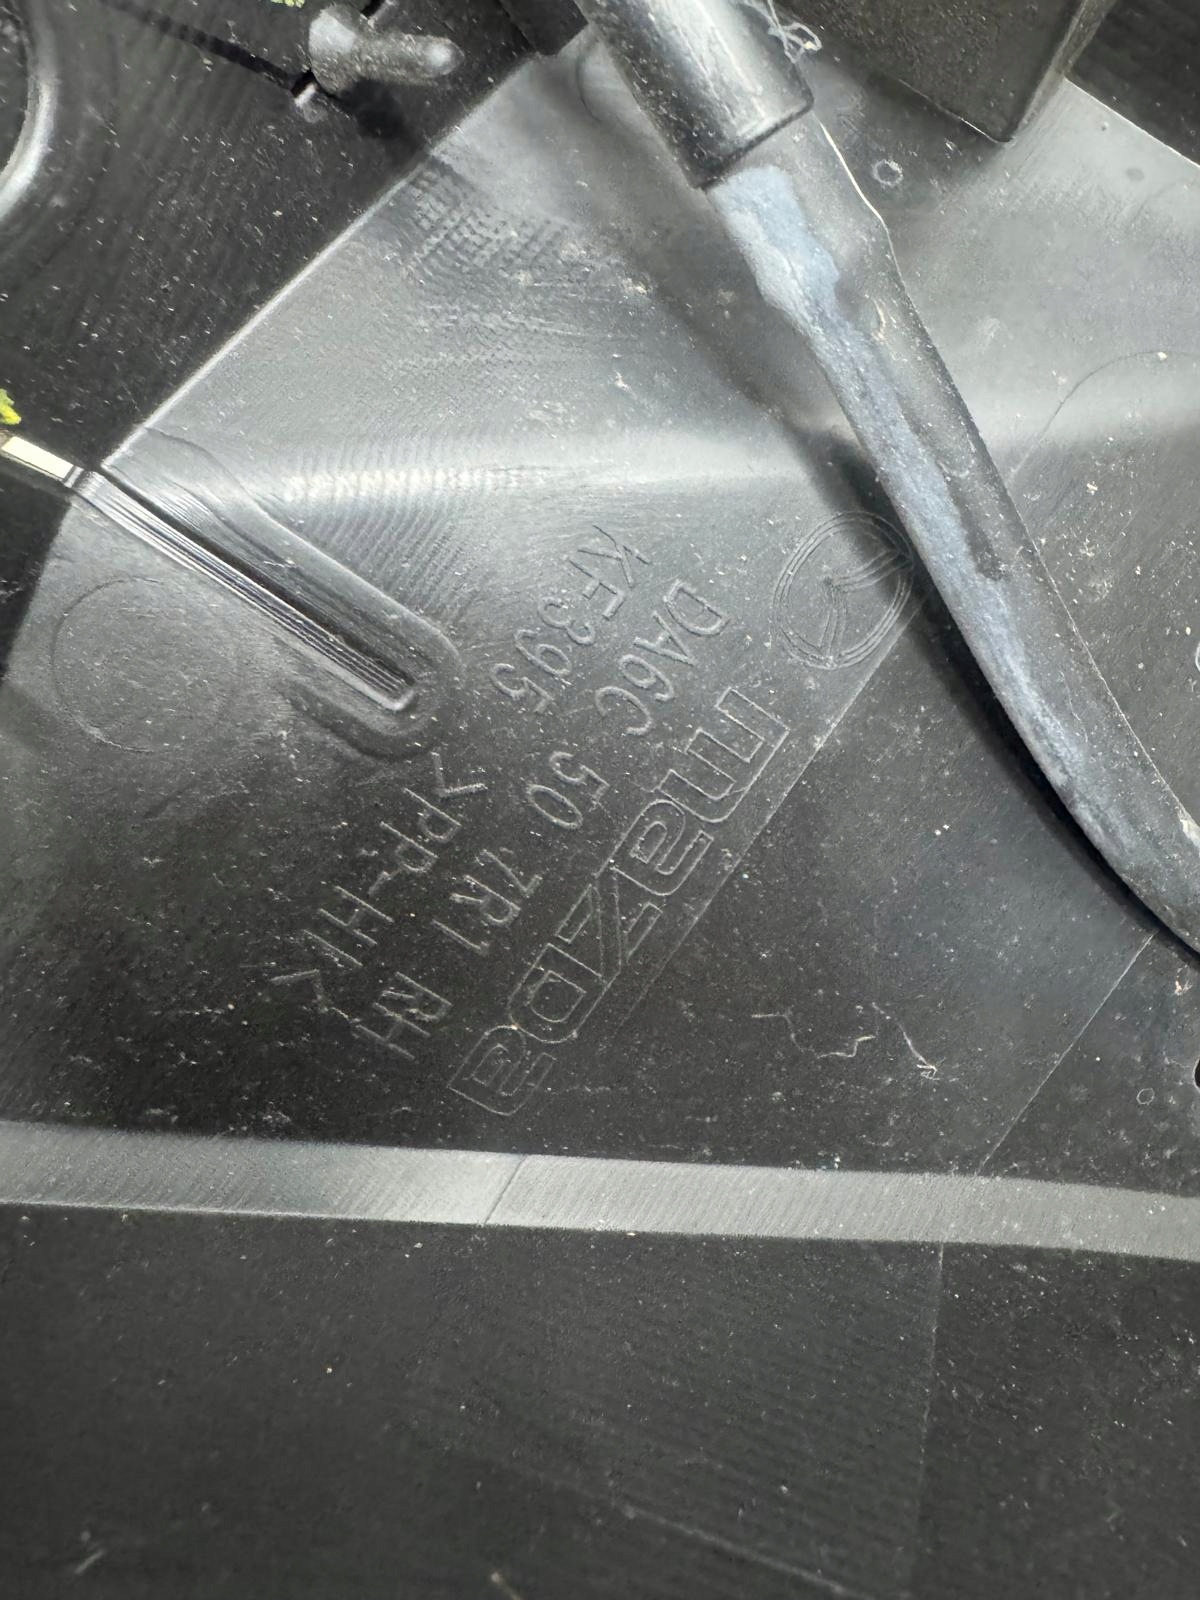 mazDa
DA6C 50 7R1 RH
KF395
>PP-HI<